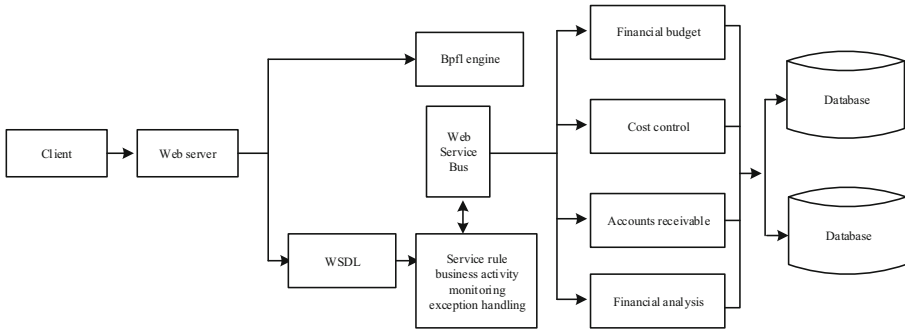 Client
Web server
Bpfl engine
WSDL
Web
Service
Bus
Service rule
business activity
monitoring
exception handling
Financial budget
Cost control
Accounts receivable
Financial analysis
Database
Database